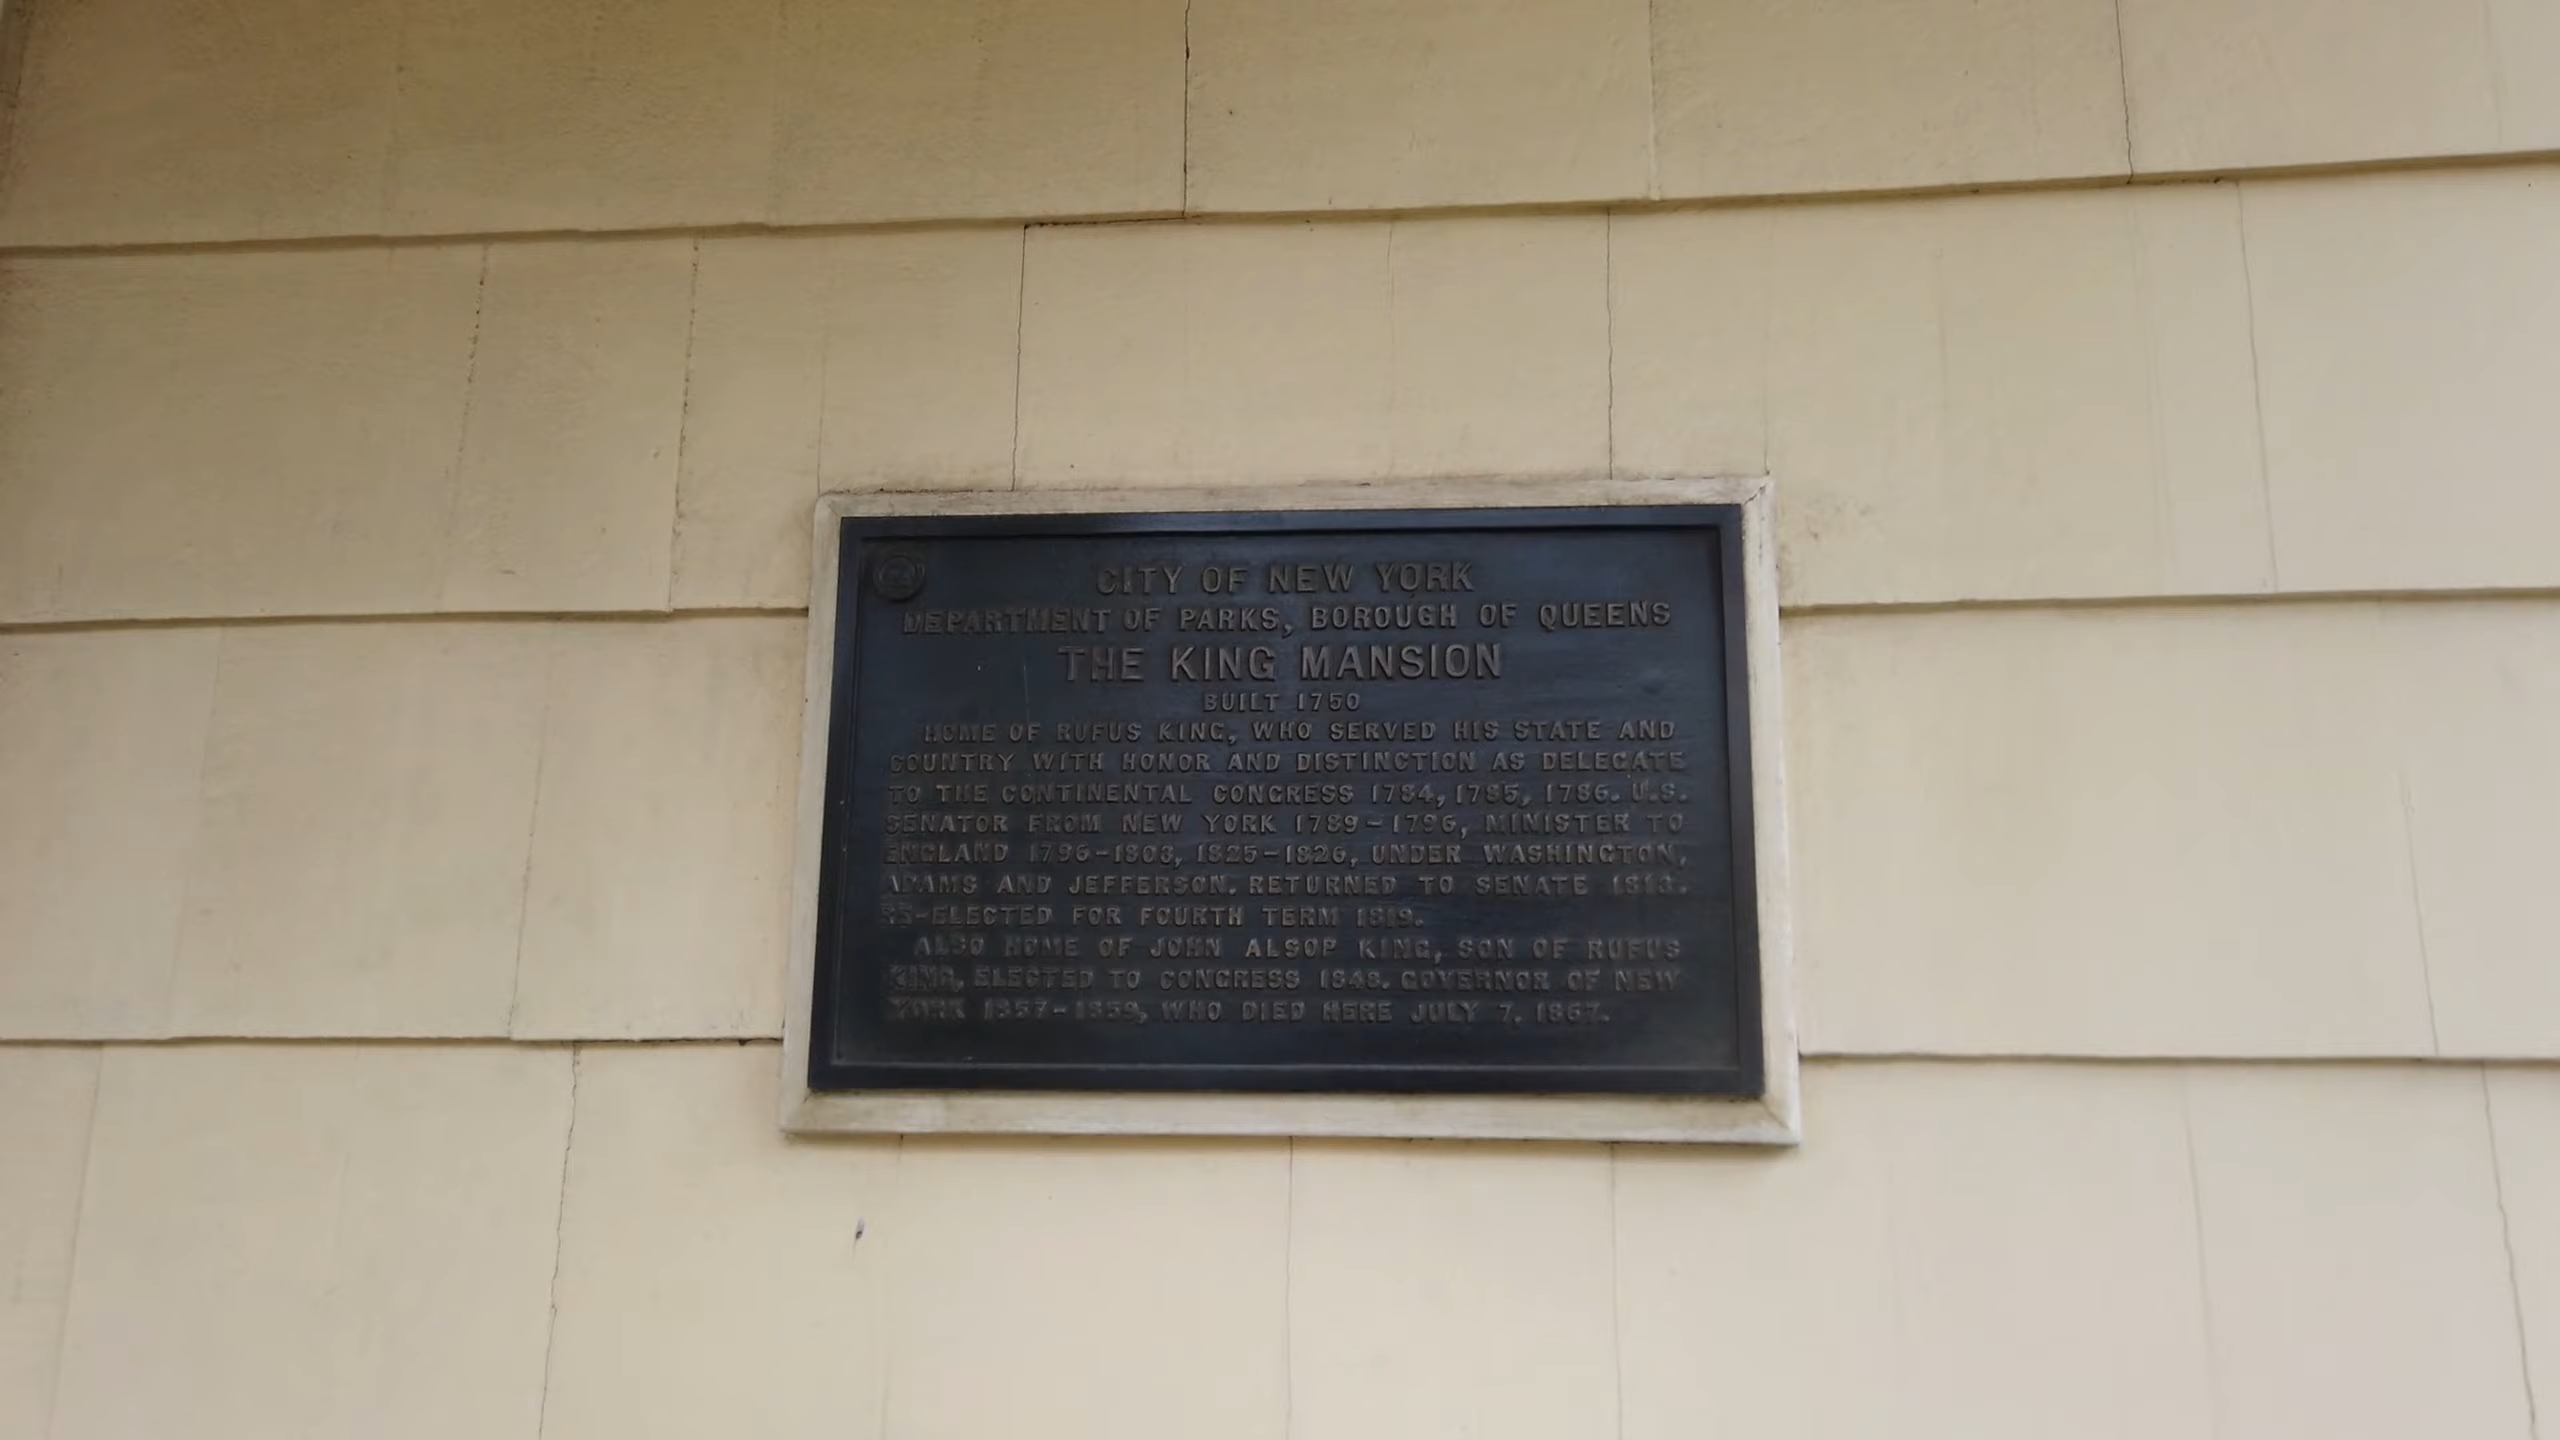 CITY OF NEW YORK
DEPARTMENT OF PARKS, BOROUGH OF QUEENS
THE KING MANSION
BUILT 1750
HOME OF RUFUS KING, WHO SERVED HIS STATE AND
COUNTRY WITH HONOR AND DISTINCTION AS DELEGATE
TO THE CONTINENTAL CONGRESS 1784, 1785, 1786. U.S.
SENATOR FROM NEW YORK 1789-1796, MINISTER TO
ENGLAND 1796-1803, 1825-1826, UNDER WASHINGTON,
ADAMS AND JEFFERSON. RETURNED TO SENATE 1813.
RE-ELECTED FOR FOURTH TERM 1819.
ALSO HOME OF JOHN ALSOP KING, SON OF RUFUS
KING, ELECTED TO CONGRESS 1848. GOVERNOR OF NEW
YORK 1857-1859, WHO DIED HERE JULY 7, 1867.